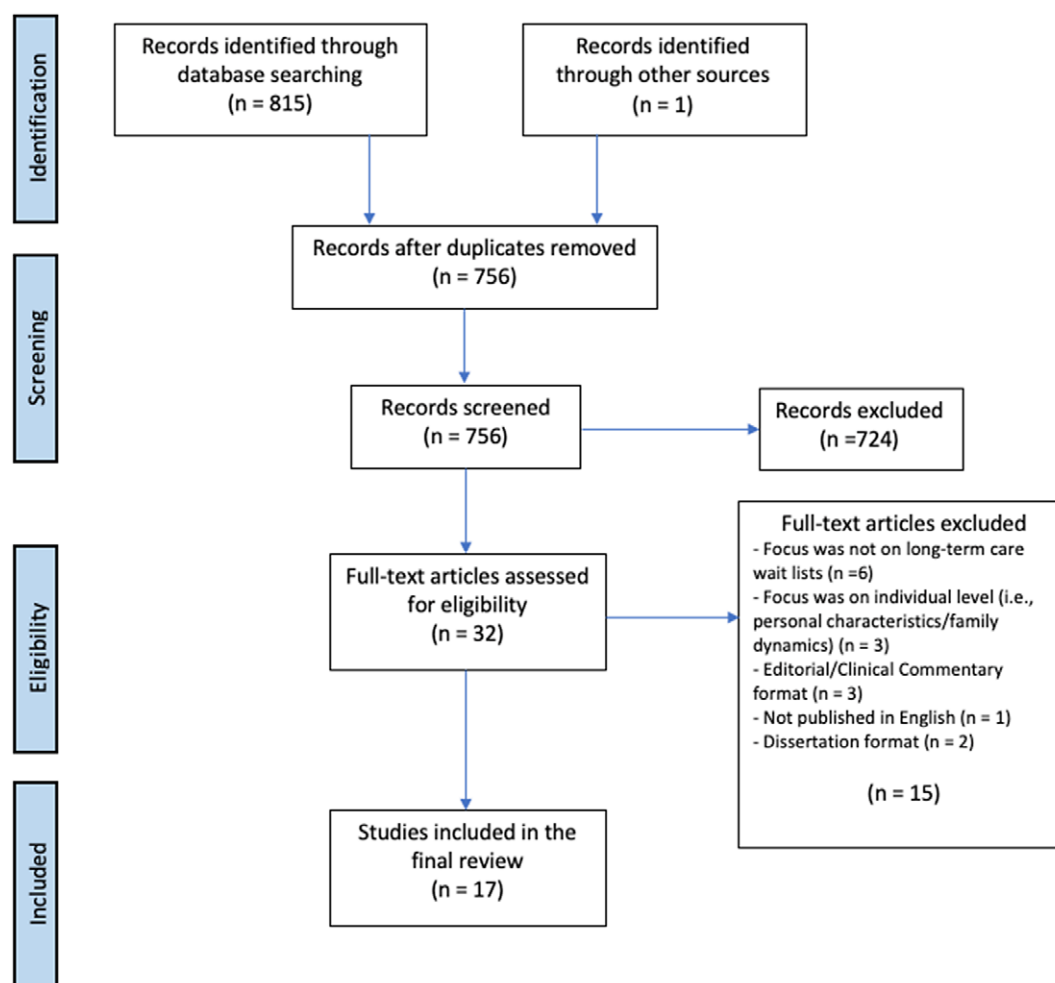 Identification
Records identified through
database searching
(n = 815)
Records identified
through other sources
(n = 1)
Screening
Records after duplicates removed
(n = 756)
Records screened
(n = 756)
Records excluded
(n =724)
Eligibility
Full-text articles assessed
for eligibility
(n = 32)
Full-text articles excluded
- Focus was not on long-term care
wait lists (n =6)
- Focus was on individual level (i.e.,
personal characteristics/family
dynamics) (n = 3)
- Editorial/Clinical Commentary
format (n = 3)
- Not published in English (n = 1)
- Dissertation format (n = 2)
(n = 15)
Included
Studies included in the
final review
(n = 17)